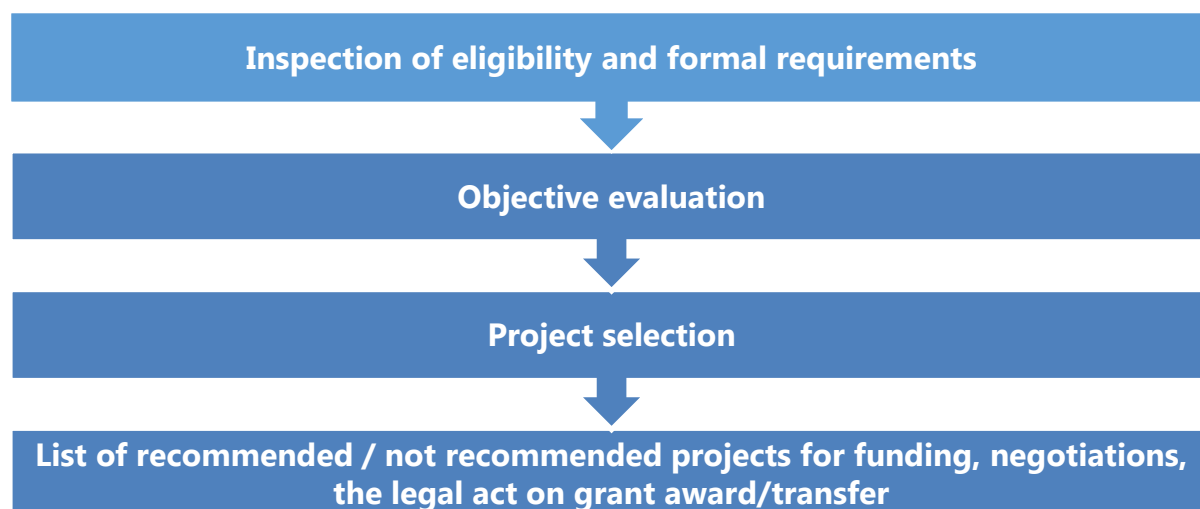 Inspection of eligibility and formal requirements
Objective evaluation
Project selection
List of recommended / not recommended projects for funding, negotiations,
the legal act on grant award/transfer